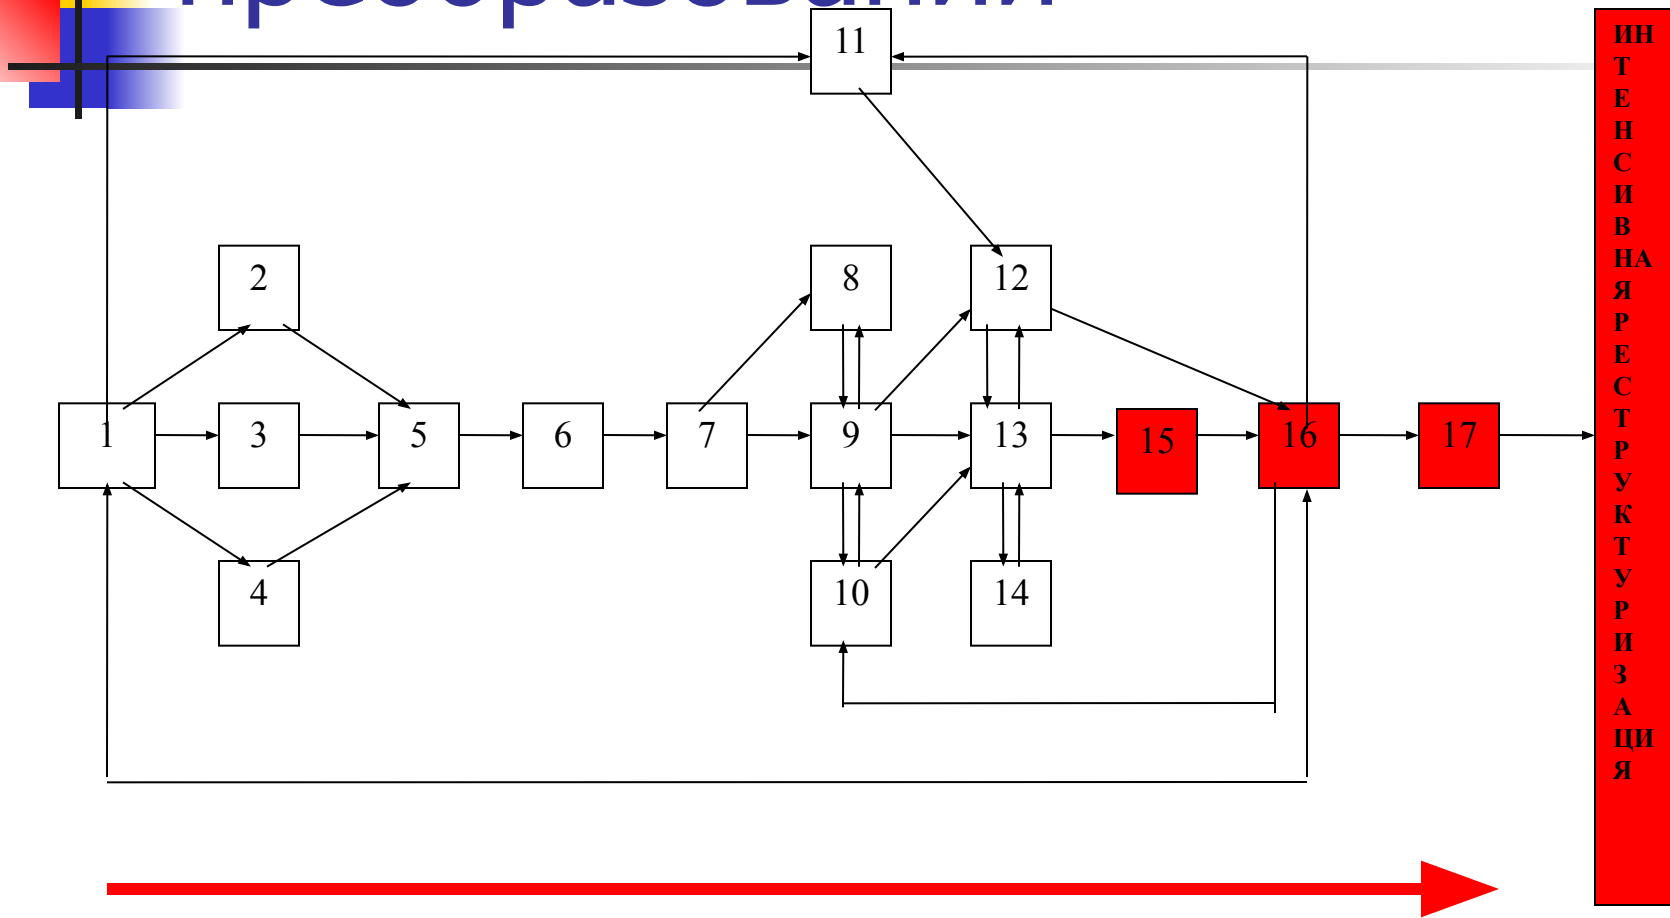 преобразований
11
2
8
12
1
3
5
6
7
9
13
15
16
17
4
10
14
ИН
Т
Е
Н
С
И
В
НА
Я
Р
Е
С
Т
Р
У
К
Т
У
Р
И
З
А
ЦИ
Я